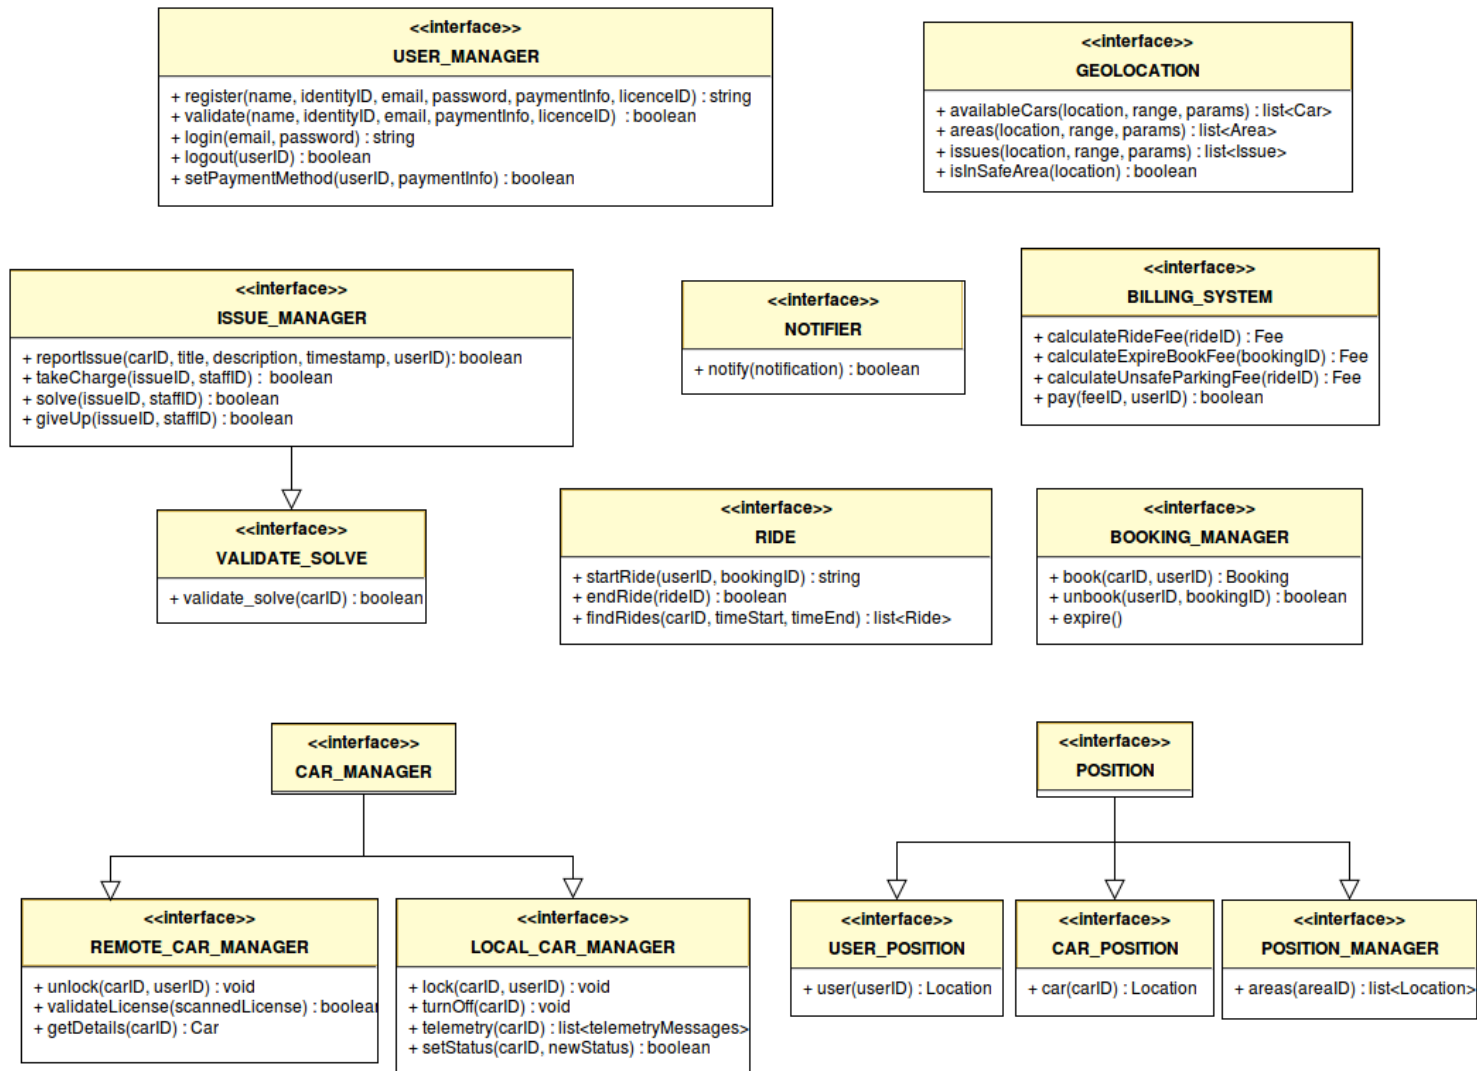 <<interface>>
USER_MANAGER
+ register(name, identityID, email, password, paymentInfo, licenceID) : string
+ validate(name, identityID, email, paymentInfo, licenceID)  : boolean
+ login(email, password) : string
+ logout(userID) : boolean
+ setPaymentMethod(userID, paymentInfo) : boolean
<<interface>>
GEOLOCATION
+ availableCars(location, range, params) : list<Car>
+ areas(location, range, params) : list<Area>
+ issues(location, range, params) : list<Issue>
+ isInSafeArea(location) : boolean
<<interface>>
ISSUE_MANAGER
+ reportIssue(carID, title, description, timestamp, userID): boolean
+ takeCharge(issueID, staffID) :  boolean
+ solve(issueID, staffID) : boolean
+ giveUp(issueID, staffID) : boolean
<<interface>>
NOTIFIER
+ notify(notification) : boolean
<<interface>>
BILLING_SYSTEM
+ calculateRideFee(rideID) : Fee
+ calculateExpireBookFee(bookingID) : Fee
+ calculateUnsafeParkingFee(rideID) : Fee
+ pay(feeID, userID) : boolean
<<interface>>
VALIDATE_SOLVE
+ validate_solve(carID) : boolean
<<interface>>
RIDE
+ startRide(userID, bookingID) : string
+ endRide(rideID) : boolean
+ findRides(carID, timeStart, timeEnd) : list<Ride>
<<interface>>
BOOKING_MANAGER
+ book(carID, userID) : Booking
+ unbook(userID, bookingID) : boolean
+ expire()
<<interface>>
CAR_MANAGER
<<interface>>
POSITION
<<interface>>
REMOTE_CAR_MANAGER
+ unlock(carID, userID) : void
+ validateLicense(scannedLicense) : boolean
+ getDetails(carID) : Car
<<interface>>
LOCAL_CAR_MANAGER
+ lock(carID, userID) : void
+ turnOff(carID) : void
+ telemetry(carID) : list<telemetryMessages>
+ setStatus(carID, newStatus) : boolean
<<interface>>
USER_POSITION
+ user(userID) : Location
<<interface>>
CAR_POSITION
+ car(carID) : Location
<<interface>>
POSITION_MANAGER
+ areas(areaID) : list<Location>